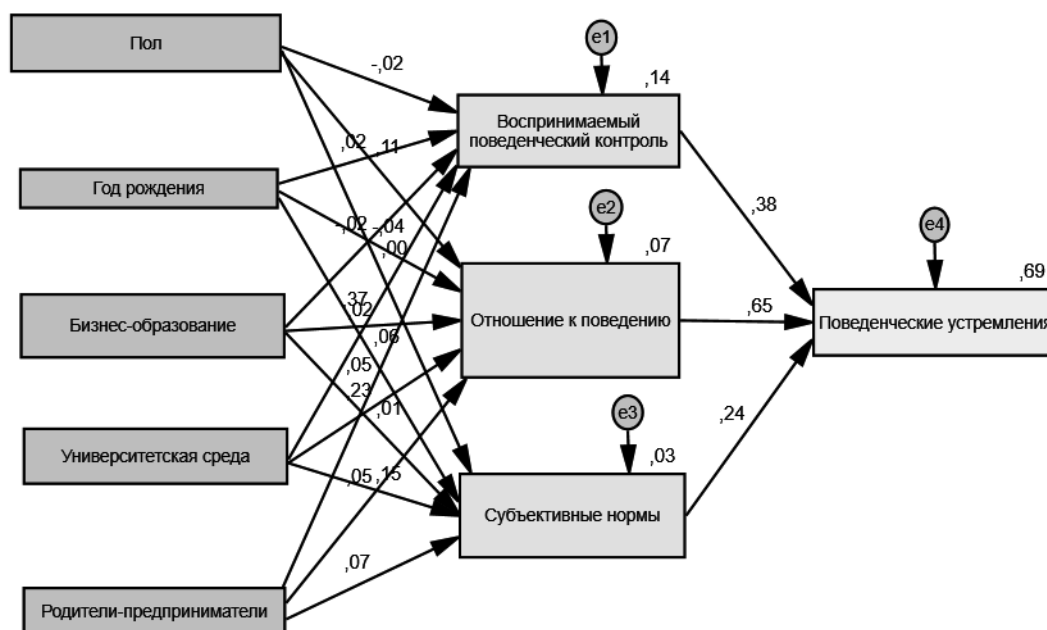 Пол
e1
-,02
,14
Воспринимаемый
поведенческий контроль
,02
,11
Год рождения
e2
,38
e4
-,02
-,04
,00
,07
,69
Бизнес-образование
,37
,02
,06
Отношение к поведению
,65
Поведенческие устремления
,05
,23
,01
e3
,24
Университетская среда
,05
,15
,03
Субъективные нормы
,07
Родители-предприниматели